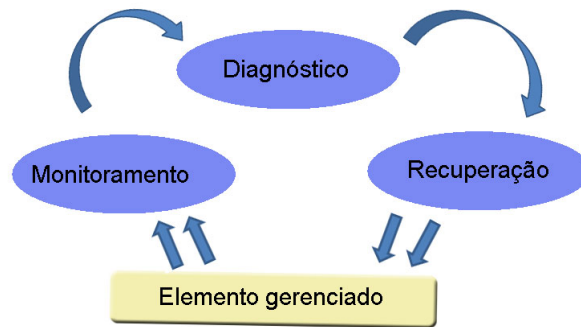 Diagnóstico
Monitoramento
Recuperação
Elemento gerenciado